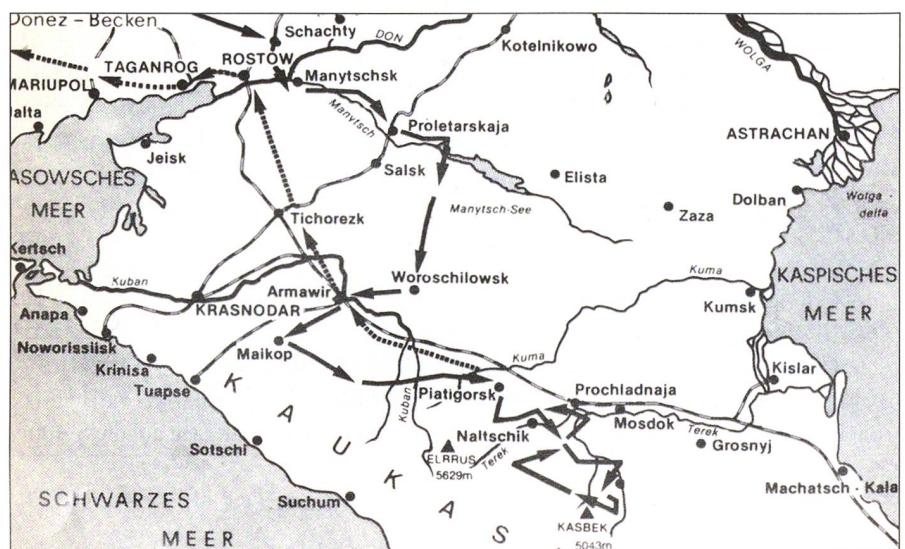 Donez – Becken
Schachty
DON
Kotelnikowo
WOLGA
TAGANROG
ROSTOW
MARIUPOL
Manytschsk
Manytsch
Proletarskaja
ASTRACHAN
Jalta
Jeisk
Salsk
Elista
ASOWSCHES
MEER
Dolban
Wolga -
delta
Zaza
Manytsch-See
Tichorezk
Kertsch
Kuban
Woroschilowsk
Kuma
KASPISCHES
MEER
Armawir
KRASNODAR
Kumsk
Anapa
Noworissiisk
Maikop
Krinisa
Kuma
Kislar
Tuapse
Piatigorsk
Prochladnaja
Kuban
Mosdok
Terek
Naltschik
Grosnyj
Sotschi
ELRRUS
5629m
Terek
SCHWARZES
MEER
Suchum
Machatsch - Kala
KASBEK
5043m
K A U K A S